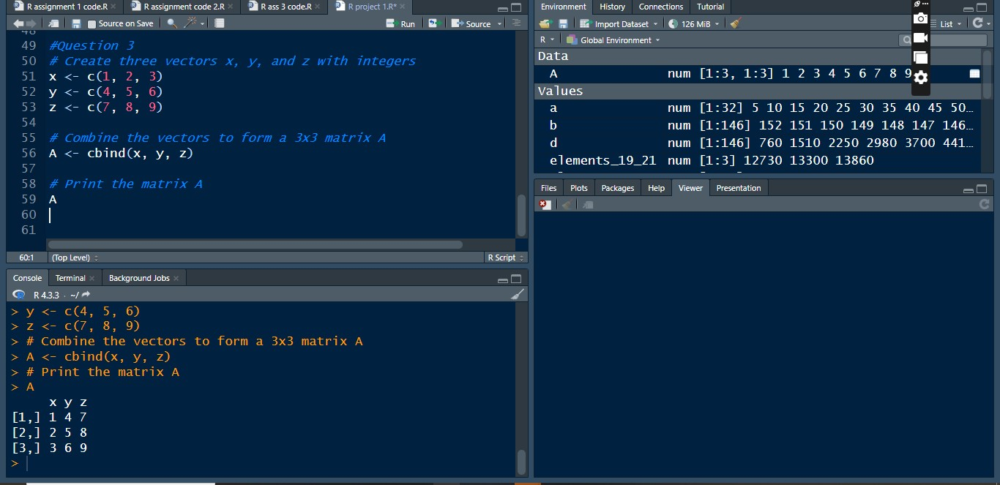 R assignment 1 code.R
R assignment code 2.R
R ass 3 code.R
R project 1.R*
Source on Save
Run
Source
49 #Question 3
50 # Create three vectors x, y, and z with integers
51 x <- c(1, 2, 3)
52 y <- c(4, 5, 6)
53 z <- c(7, 8, 9)
54
55 # Combine the vectors to form a 3x3 matrix A
56 A <- cbind(x, y, z)
57
58 # Print the matrix A
59 A
60
61
60:1
(Top Level)
R Script
Console
Terminal
Background Jobs
R 4.3.3 . ~/
> y <- c(4, 5, 6)
> z <- c(7, 8, 9)
> # Combine the vectors to form a 3x3 matrix A
> A <- cbind(x, y, z)
> # Print the matrix A
> A
x y z
[1,] 1 4 7
[2,] 2 5 8
[3,] 3 6 9
>
Environment
History
Connections
Tutorial
Import Dataset
126 MiB
List
R
Global Environment
Data
A num [1:3, 1:3] 1 2 3 4 5 6 7 8 9
Values
a num [1:32] 5 10 15 20 25 30 35 40 45 50...
b num [1:146] 152 151 150 149 148 147 146...
d num [1:146] 760 1510 2250 2980 3700 441...
elements_19_21 num [1:3] 12730 13300 13860
Files
Plots
Packages
Help
Viewer
Presentation